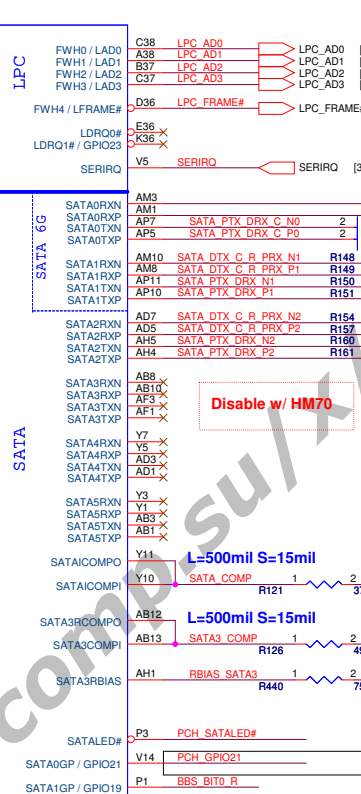 LPC
FWH0 / LAD0 C38 LPC_AD0 LPC_AD0
FWH1 / LAD1 A38 LPC_AD1 LPC_AD1
FWH2 / LAD2 B37 LPC_AD2 LPC_AD2
FWH3 / LAD3 C37 LPC_AD3 LPC_AD3
FWH4 / LFRAME# D36 LPC_FRAME# LPC_FRAME
LDRQ0# E36
LDRQ1# / GPIO23 K36
SERIRQ V5 SERIRQ SERIRQ [3
SATA 6G
SATA0RXN AM3
SATA0RXP AM1
SATA0TXN AP7 SATA_PTX_DRX_C_N0 2
SATA0TXP AP5 SATA_PTX_DRX_C_P0 2
SATA1RXN AM10 SATA_DTX_C_R_PRX_N1 R148
SATA1RXP AM8 SATA_DTX_C_R_PRX_P1 R149
SATA1TXN AP11 SATA_PTX_DRX_N1 R150
SATA1TXP AP10 SATA_PTX_DRX_P1 R151
SATA
SATA2RXN AD7 SATA_DTX_C_R_PRX_N2 R154
SATA2RXP AD5 SATA_DTX_C_R_PRX_P2 R157
SATA2TXN AH5 SATA_PTX_DRX_N2 R160
SATA2TXP AH4 SATA_PTX_DRX_P2 R161
SATA3RXN AB8
SATA3RXP AB10
SATA3TXN AF3
SATA3TXP AF1
Disable w/ HM70
SATA4RXN Y7
SATA4RXP Y5
SATA4TXN AD3
SATA4TXP AD1
SATA5RXN Y3
SATA5RXP Y1
SATA5TXN AB3
SATA5TXP AB1
SATAICOMPO Y11 L=500mil S=15mil
SATAICOMPI Y10 SATA_COMP R121 1 2 37
SATA3RCOMPO AB12 L=500mil S=15mil
SATA3COMPI AB13 SATA3_COMP R126 1 2 49
SATA3RBIAS AH1 RBIAS_SATA3 R440 1 2 75
SATALED# P3 PCH_SATALED#
SATA0GP / GPIO21 V14 PCH_GPIO21
SATA1GP / GPIO19 P1 BBS_BIT0_R
comp.su/x/